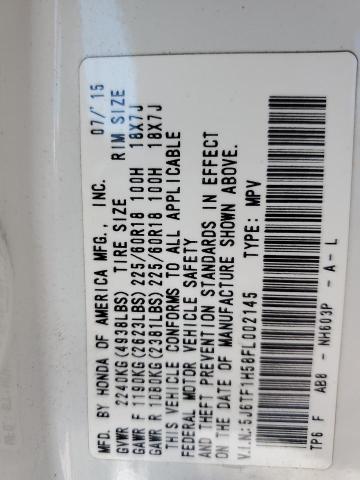 MFD. BY HONDA OF AMERICA MFG., INC. 07/'15
GVWR 2240KG(4938LBS) TIRE SIZE RIM SIZE
GAWR F 1190KG(2623LBS) 225/60R18 100H 18X7J
GAWR R 1080KG(2381LBS) 225/60R18 100H 18X7J
THIS VEHICLE CONFORMS TO ALL APPLICABLE
FEDERAL MOTOR VEHICLE SAFETY
AND THEFT PREVENTION STANDARDS IN EFFECT
ON THE DATE OF MANUFACTURE SHOWN ABOVE.
V.I.N.: 5J6TF1H58FL002145 TYPE: MPV
TP6 F AB8 - NH603P - A - L